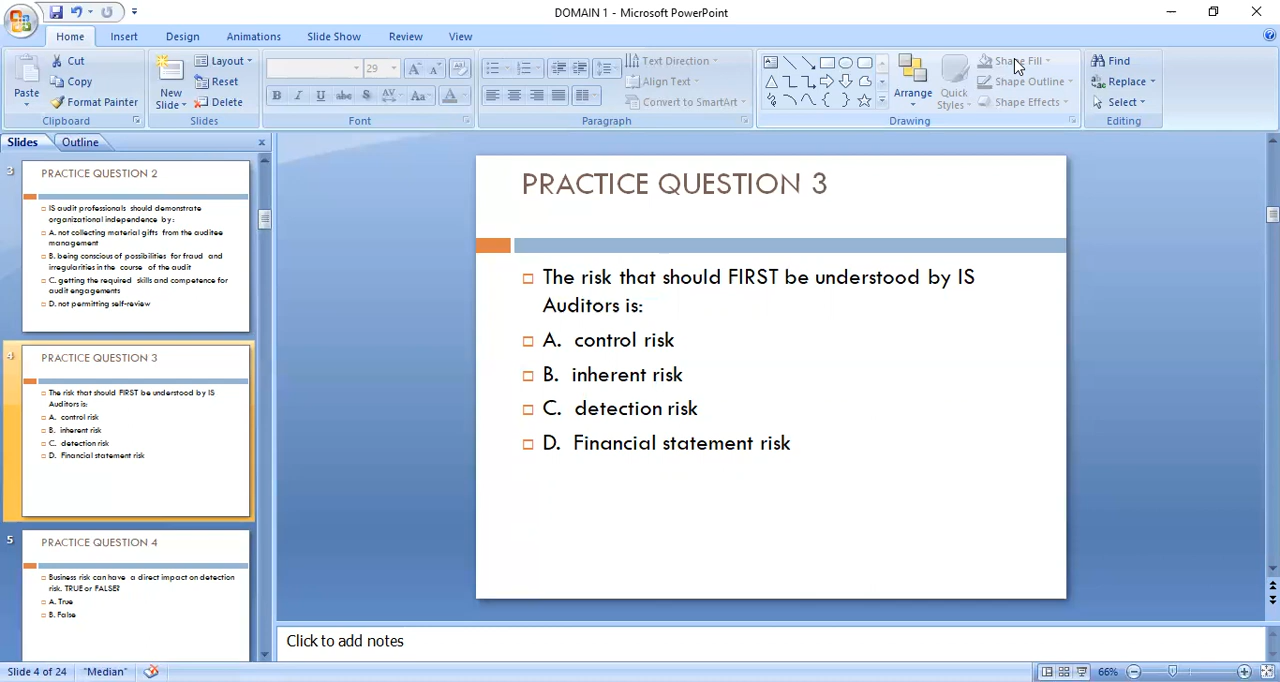 DOMAIN 1 - Microsoft PowerPoint
Home Insert Design Animations Slide Show Review View
Paste
Cut
Copy
Format Painter
Clipboard
New
Slide
Layout
Reset
Delete
Slides
29
B I U abc S AV Aa A
Font
Text Direction
Align Text
Convert to SmartArt
Paragraph
Arrange
Quick
Styles
Shape Fill
Shape Outline
Shape Effects
Drawing
Find
Replace
Select
Editing
Slides Outline
3
PRACTICE QUESTION 2
IS audit professionals should demonstrate
organizational independence by:
A. not collecting material gifts from the auditee
management
B. being conscious of possibilities for fraud and
irregularities in the course of the audit
C. getting the required skills and competence for
audit engagements
D. not permitting self-review
4
PRACTICE QUESTION 3
The risk that should FIRST be understood by IS
Auditors is:
A. control risk
B. inherent risk
C. detection risk
D. Financial statement risk
5
PRACTICE QUESTION 4
Business risk can have a direct impact on detection
risk. TRUE or FALSE?
A. True
B. False
PRACTICE QUESTION 3
The risk that should FIRST be understood by IS
Auditors is:
A. control risk
B. inherent risk
C. detection risk
D. Financial statement risk
Click to add notes
Slide 4 of 24 "Median" 66%